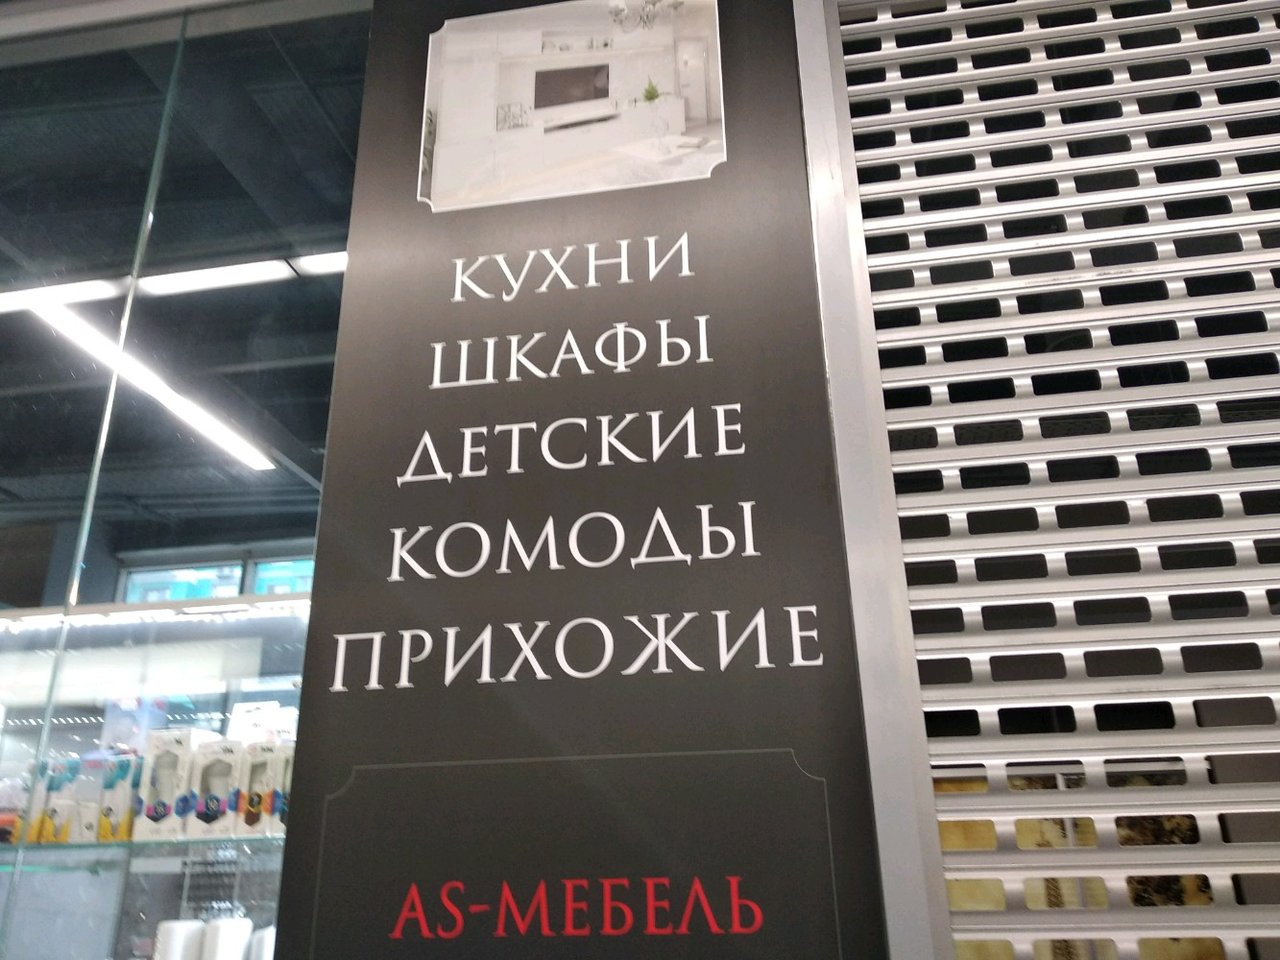 КУХНИ
ШКАФЫ
ДЕТСКИЕ
КОМОДЫ
ПРИХОЖИЕ
AS-МЕБЕЛЬ